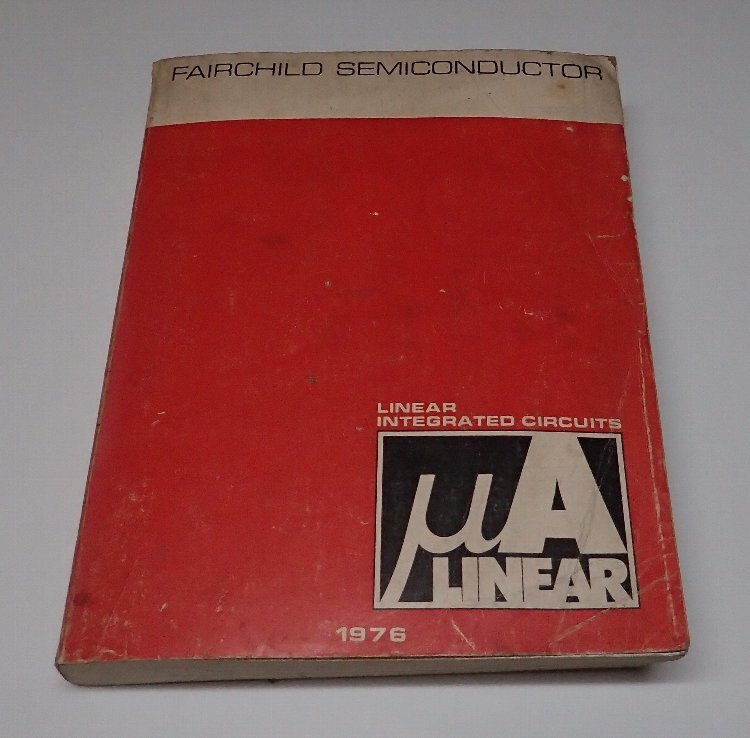 FAIRCHILD SEMICONDUCTOR
LINEAR
INTEGRATED CIRCUITS
µA
LINEAR
1976